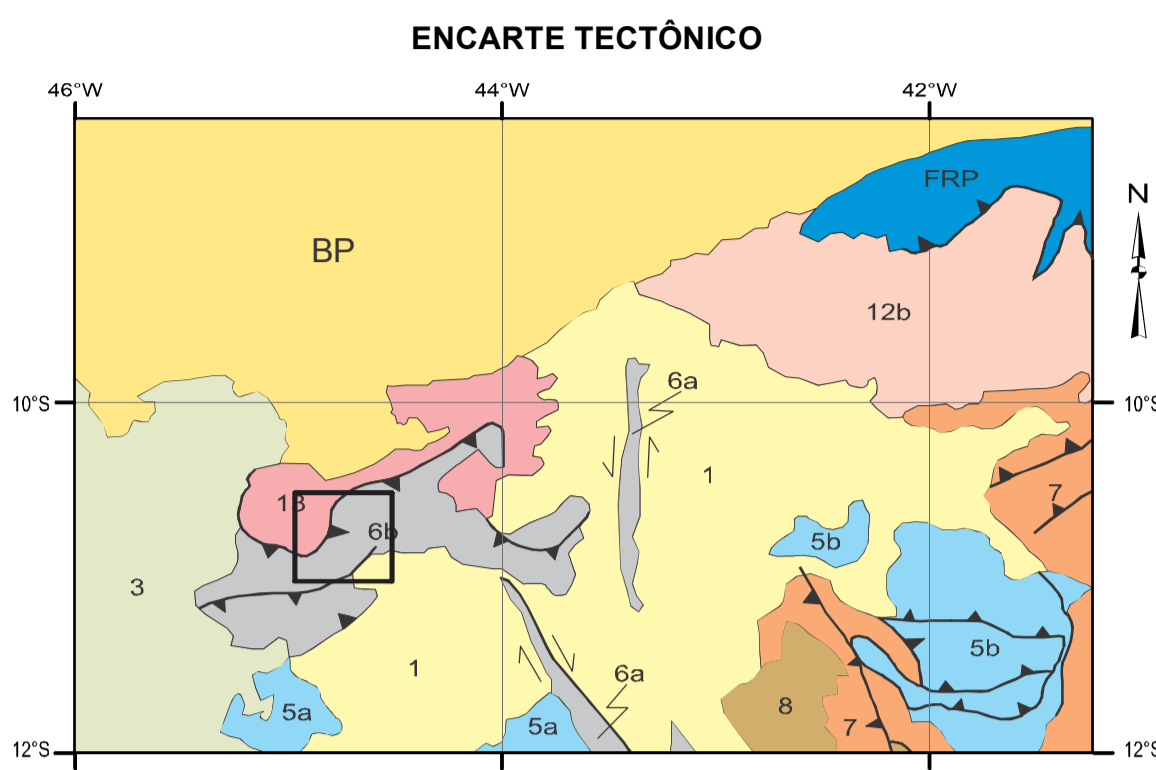 ENCARTE TECTÔNICO
46°W 44°W 42°W
N
FRP
BP
12b
6a
10°S 10°S
1
13
7
6b
5b
3
5b
1
6a
5a
5a
8
7
12°S 12°S